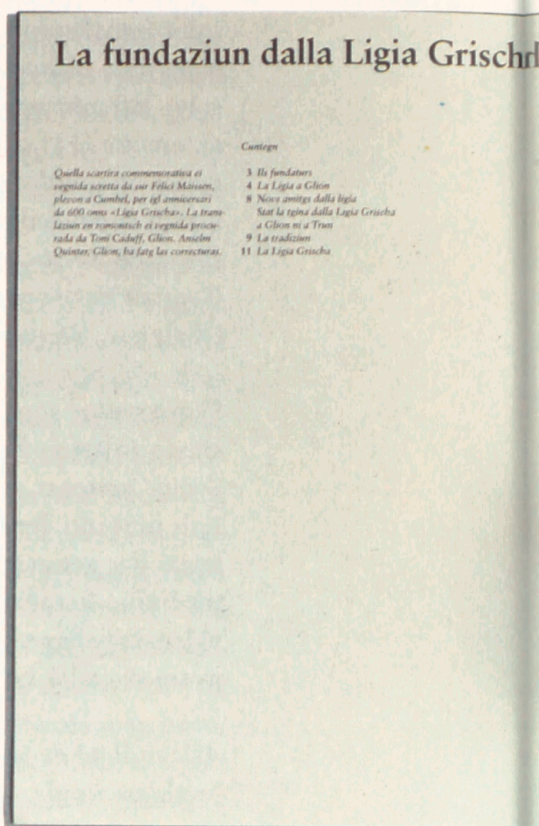 La fundaziun dalla Ligia Grisch
Cuntegn
Quella scartira commemorativa ei
vegnida scretta da sur Felici Maissen,
plevon a Cumbel, per igl anniversari
da 600 onns «Ligia Grischa». La trans-
laziun en romontsch ei vegnida procu-
rada da Toni Caduff, Glion. Anselm
Quinter, Glion, ha fatg las correcturas.
3 Ils fundaturs
4 La Ligia a Glion
8 Novs amitgs dalla ligia
Stat la tgina dalla Ligia Grischa
a Glion ni a Trun
9 La tradiziun
11 La Ligia Grischa